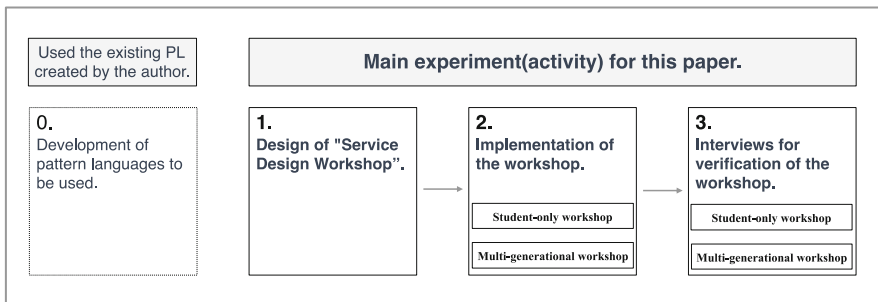 Used the existing PL
created by the author.
Main experiment(activity) for this paper.
0.
Development of
pattern languages to
be used.
1.
Design of "Service
Design Workshop”.
2.
Implementation of
the workshop.
Student-only workshop
Multi-generational workshop
3.
Interviews for
verification of the
workshop.
Student-only workshop
Multi-generational workshop